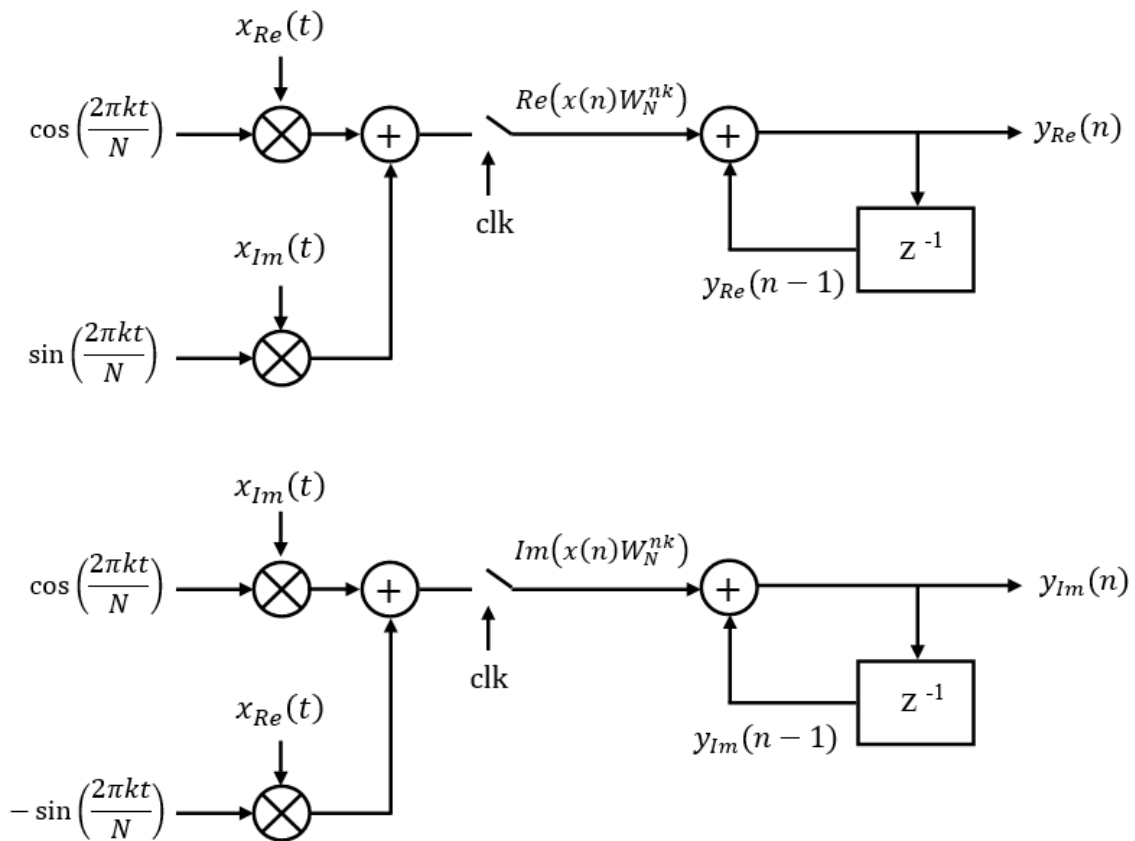 x_{Re}(t)
cos(2πkt/N)
Re(x(n)W_N^{nk})
y_{Re}(n)
clk
Z^{-1}
x_{Im}(t)
y_{Re}(n − 1)
sin(2πkt/N)
x_{Im}(t)
cos(2πkt/N)
Im(x(n)W_N^{nk})
y_{Im}(n)
clk
Z^{-1}
x_{Re}(t)
y_{Im}(n − 1)
− sin(2πkt/N)